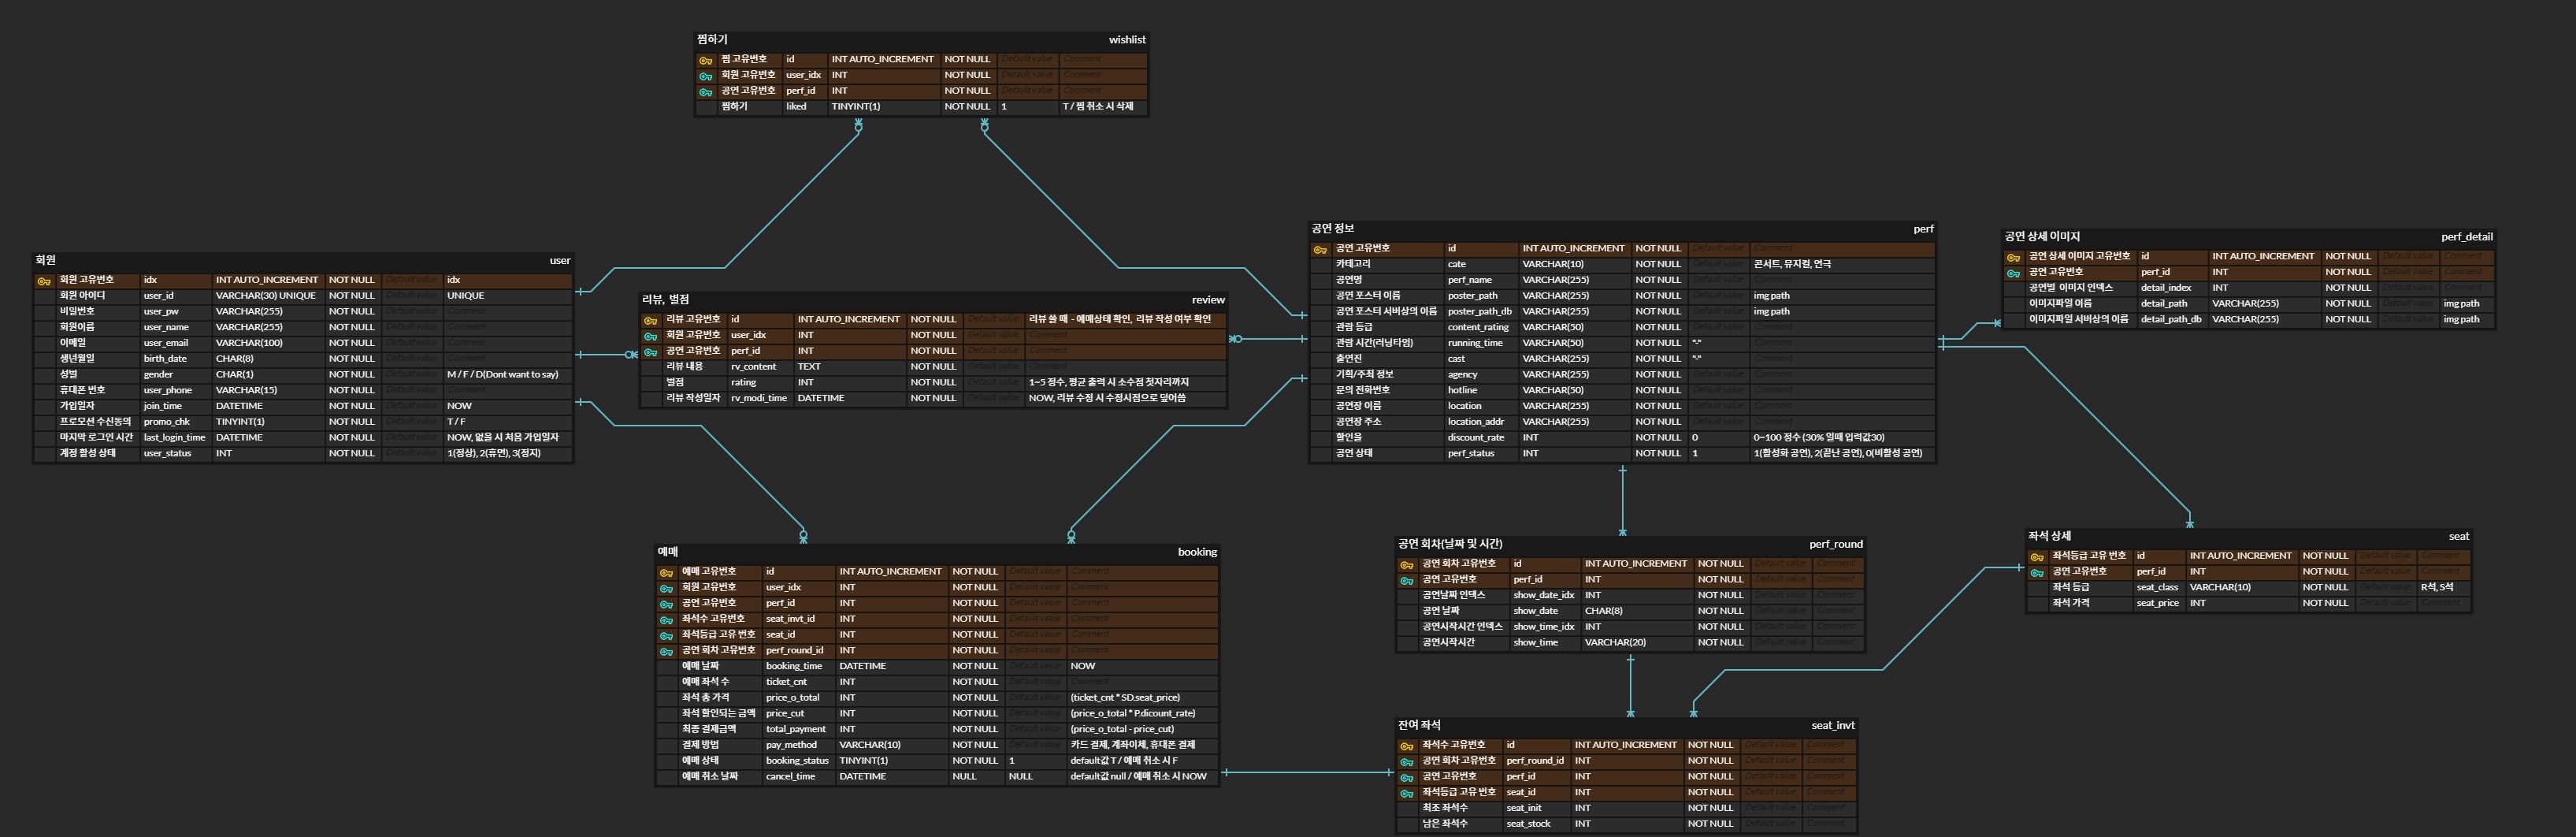 찜하기 wishlist
찜 고유번호 id INT AUTO_INCREMENT NOT NULL Default value Comment
회원 고유번호 user_idx INT NOT NULL Default value Comment
공연 고유번호 perf_id INT NOT NULL Default value Comment
찜하기 liked TINYINT(1) NOT NULL 1 T / 찜 취소 시 삭제
회원 user
회원 고유번호 idx INT AUTO_INCREMENT NOT NULL Default value idx
회원 아이디 user_id VARCHAR(30) UNIQUE NOT NULL Default value UNIQUE
비밀번호 user_pw VARCHAR(255) NOT NULL Default value Comment
회원이름 user_name VARCHAR(255) NOT NULL Default value Comment
이메일 user_email VARCHAR(100) NOT NULL Default value Comment
생년월일 birth_date CHAR(8) NOT NULL Default value Comment
성별 gender CHAR(1) NOT NULL Default value M / F / D(Dont want to say)
휴대폰 번호 user_phone VARCHAR(15) NOT NULL Default value Comment
가입일자 join_time DATETIME NOT NULL Default value NOW
프로모션 수신동의 promo_chk TINYINT(1) NOT NULL Default value T / F
마지막 로그인 시간 last_login_time DATETIME NOT NULL Default value NOW, 없을 시 처음 가입일자
계정 활성 상태 user_status INT NOT NULL Default value 1(정상), 2(휴면), 3(정지)
리뷰, 별점 review
리뷰 고유번호 id INT AUTO_INCREMENT NOT NULL Default value 리뷰 쓸 때 - 예매상태 확인, 리뷰 작성 여부 확인
회원 고유번호 user_idx INT NOT NULL Default value Comment
공연 고유번호 perf_id INT NOT NULL Default value Comment
리뷰 내용 rv_content TEXT NOT NULL Default value Comment
별점 rating INT NOT NULL Default value 1~5 점수, 평균 출력 시 소수점 첫자리까지
리뷰 작성일자 rv_modi_time DATETIME NOT NULL Default value NOW, 리뷰 수정 시 수정시점으로 덮어씀
공연 정보 perf
공연 고유번호 id INT AUTO_INCREMENT NOT NULL Default value Comment
카테고리 cate VARCHAR(10) NOT NULL Default value 콘서트, 뮤지컬, 연극
공연명 perf_name VARCHAR(255) NOT NULL Default value Comment
공연 포스터 이름 poster_path VARCHAR(255) NOT NULL Default value img path
공연 포스터 서버상의 이름 poster_path_db VARCHAR(255) NOT NULL Default value img path
관람 등급 content_rating VARCHAR(50) NOT NULL Default value Comment
관람 시간(러닝타임) running_time VARCHAR(50) NOT NULL "-" Comment
출연진 cast VARCHAR(255) NOT NULL "-" Comment
기획/주최 정보 agency VARCHAR(255) NOT NULL Default value Comment
문의 전화번호 hotline VARCHAR(50) NOT NULL Default value Comment
공연장 이름 location VARCHAR(255) NOT NULL Default value Comment
공연장 주소 location_addr VARCHAR(255) NOT NULL Default value Comment
할인율 discount_rate INT NOT NULL 0 0~100 정수 (30% 일때 입력값30)
공연 상태 perf_status INT NOT NULL 1 1(활성화 공연), 2(끝난 공연), 0(비활성 공연)
공연 상세 이미지 perf_detail
공연 상세 이미지 고유번호 id INT AUTO_INCREMENT NOT NULL Default value Comment
공연 고유번호 perf_id INT NOT NULL Default value Comment
공연별 이미지 인덱스 detail_index INT NOT NULL Default value Comment
이미지파일 이름 detail_path VARCHAR(255) NOT NULL Default value img path
이미지파일 서버상의 이름 detail_path_db VARCHAR(255) NOT NULL Default value img path
예매 booking
예매 고유번호 id INT AUTO_INCREMENT NOT NULL Default value Comment
회원 고유번호 user_idx INT NOT NULL Default value Comment
공연 고유번호 perf_id INT NOT NULL Default value Comment
좌석수 고유번호 seat_invt_id INT NOT NULL Default value Comment
좌석등급 고유 번호 seat_id INT NOT NULL Default value Comment
공연 회차 고유번호 perf_round_id INT NOT NULL Default value Comment
예매 날짜 booking_time DATETIME NOT NULL Default value NOW
예매 좌석 수 ticket_cnt INT NOT NULL Default value Comment
좌석 총 가격 price_o_total INT NOT NULL Default value (ticket_cnt * SD.seat_price)
좌석 할인되는 금액 price_cut INT NOT NULL Default value (price_o_total * P.dicount_rate)
최종 결제금액 total_payment INT NOT NULL Default value (price_o_total - price_cut)
결제 방법 pay_method VARCHAR(10) NOT NULL Default value 카드 결제, 계좌이체, 휴대폰 결제
예매 상태 booking_status TINYINT(1) NOT NULL 1 default값 T / 예매 취소 시 F
예매 취소 날짜 cancel_time DATETIME NULL NULL default값 null / 예매 취소 시 NOW
공연 회차(날짜 및 시간) perf_round
공연 회차 고유번호 id INT AUTO_INCREMENT NOT NULL Default value Comment
공연 고유번호 perf_id INT NOT NULL Default value Comment
공연날짜 인덱스 show_date_idx INT NOT NULL Default value Comment
공연 날짜 show_date CHAR(8) NOT NULL Default value Comment
공연시작시간 인덱스 show_time_idx INT NOT NULL Default value Comment
공연시작시간 show_time VARCHAR(20) NOT NULL Default value Comment
좌석 상세 seat
좌석등급 고유 번호 id INT AUTO_INCREMENT NOT NULL Default value Comment
공연 고유번호 perf_id INT NOT NULL Default value Comment
좌석 등급 seat_class VARCHAR(10) NOT NULL Default value R석, S석
좌석 가격 seat_price INT NOT NULL Default value Comment
잔여 좌석 seat_invt
좌석수 고유번호 id INT AUTO_INCREMENT NOT NULL Default value Comment
공연 회차 고유번호 perf_round_id INT NOT NULL Default value Comment
공연 고유번호 perf_id INT NOT NULL Default value Comment
좌석등급 고유 번호 seat_id INT NOT NULL Default value Comment
최초 좌석수 seat_init INT NOT NULL Default value Comment
남은 좌석수 seat_stock INT NOT NULL Default value Comment